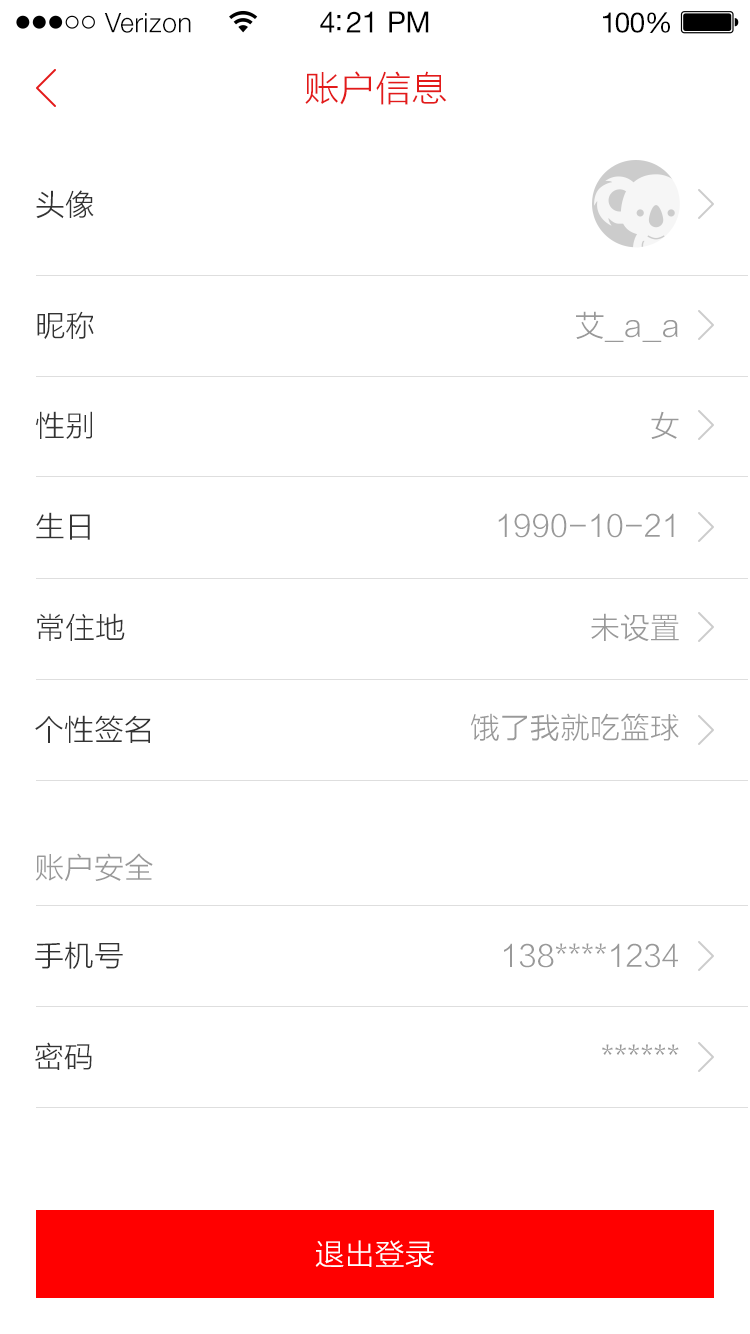 Verizon 4:21 PM 100%
账户信息
头像
昵称 艾_a_a
性别 女
生日 1990-10-21
常住地 未设置
个性签名 饿了我就吃篮球
账户安全
手机号 138****1234
密码 ******
退出登录